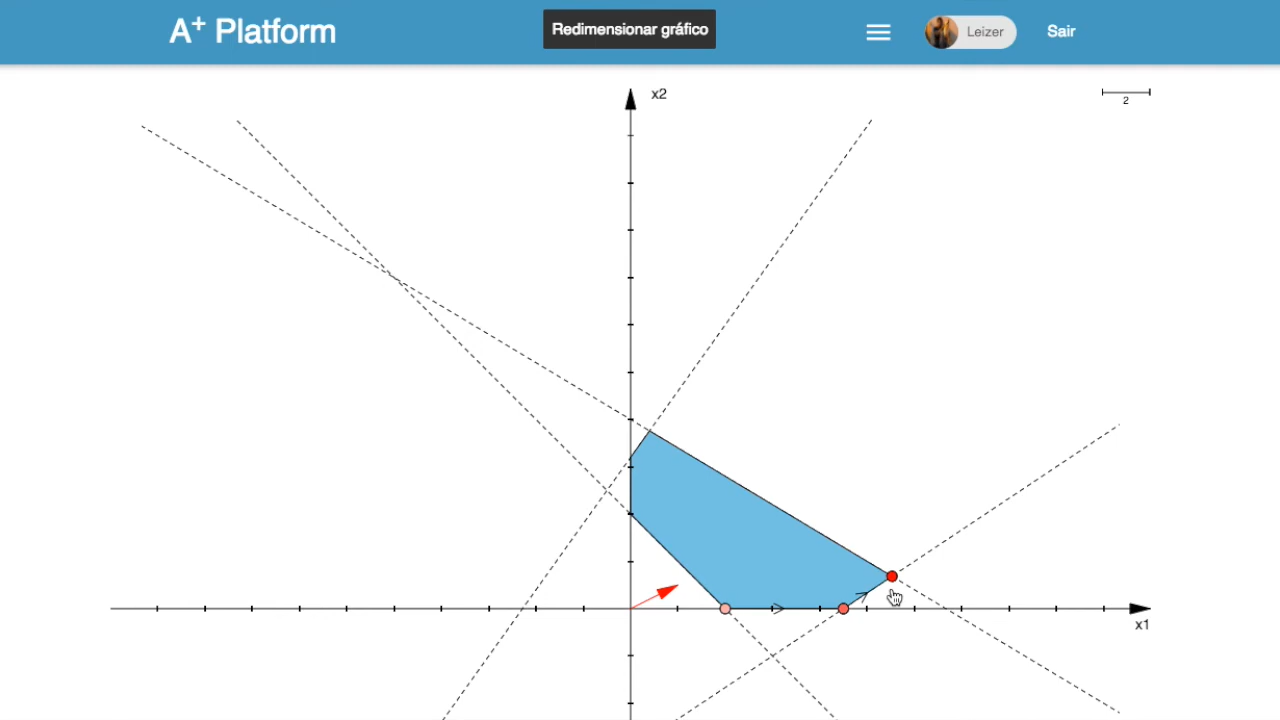 A+ Platform
Redimensionar gráfico
Leizer
Sair
x2
2
x1